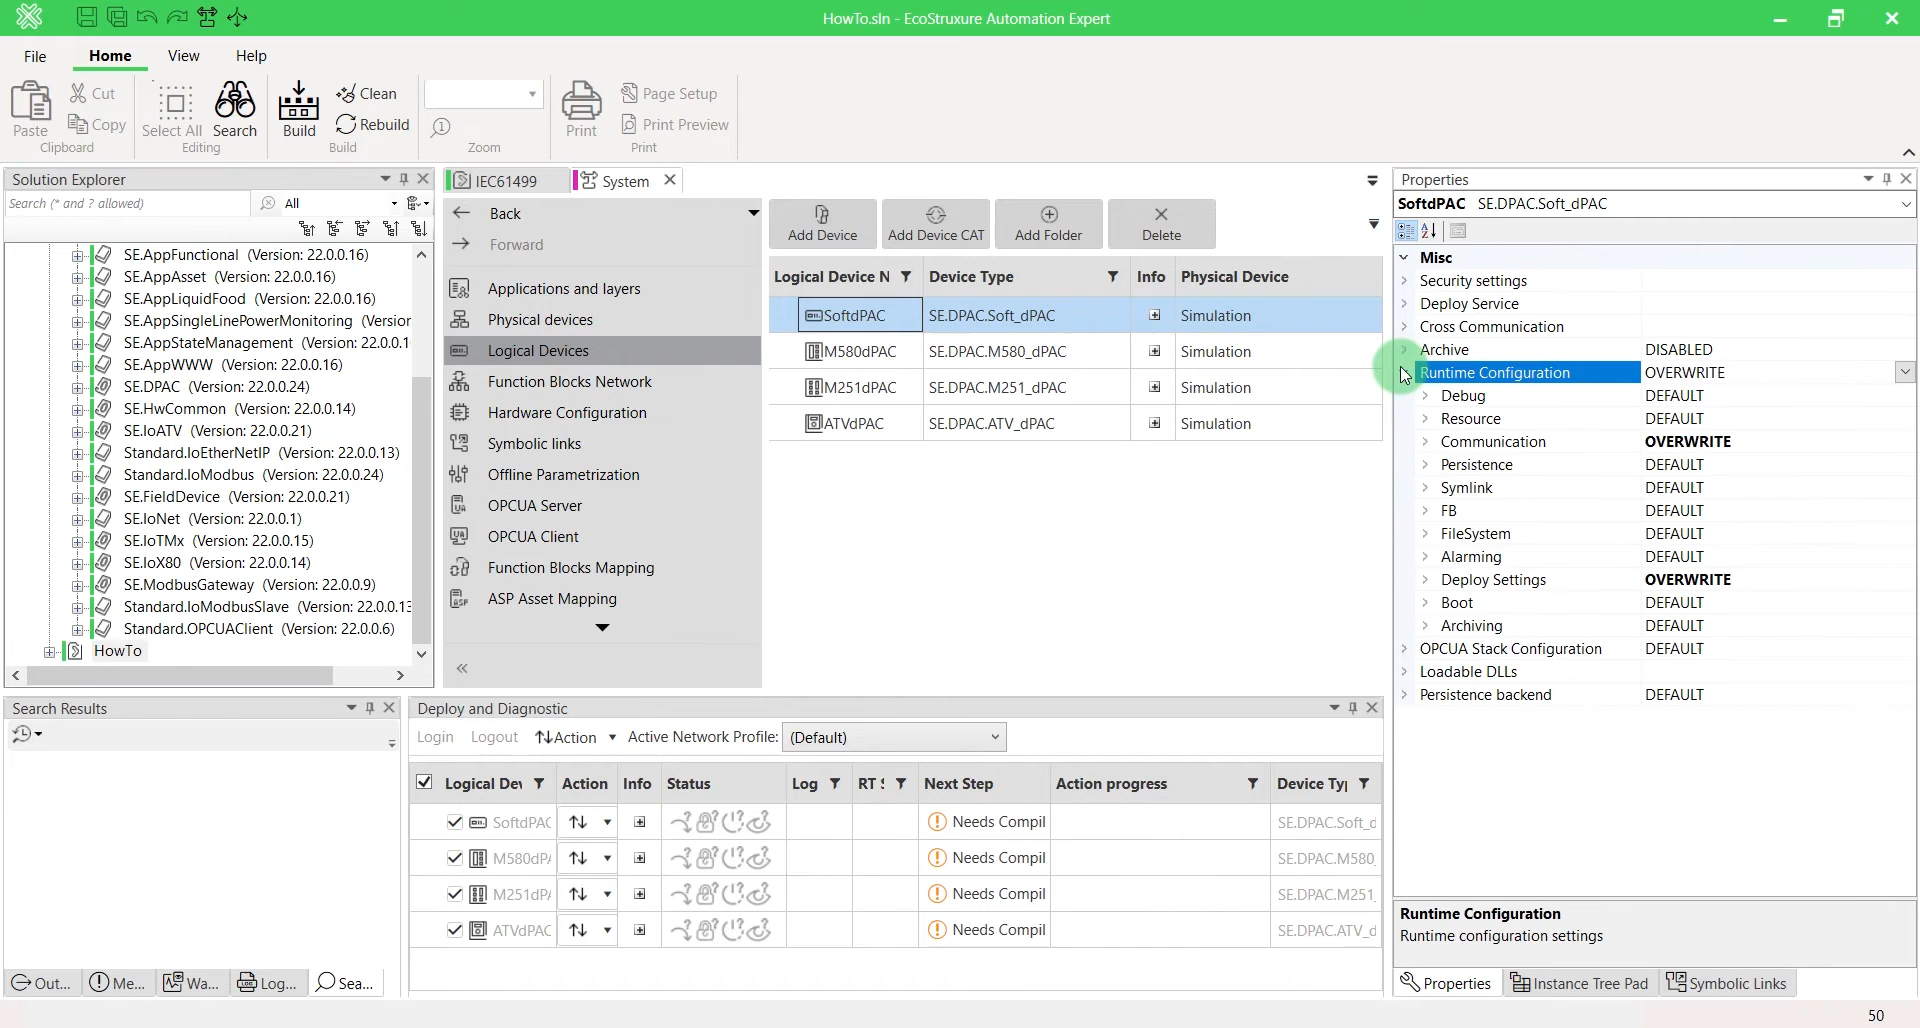 HowTo.sln - EcoStruxure Automation Expert
File Home View Help
Paste
Cut
Copy
Clipboard
Select All
Search
Editing
Build
Clean
Rebuild
Build
Zoom
Print
Page Setup
Print Preview
Print
Solution Explorer
Search (* and ? allowed)
All
SE.AppFunctional (Version: 22.0.0.16)
SE.AppAsset (Version: 22.0.0.16)
SE.AppLiquidFood (Version: 22.0.0.16)
SE.AppSingleLinePowerMonitoring (Versior
SE.AppStateManagement (Version: 22.0.0.1
SE.AppWWW (Version: 22.0.0.16)
SE.DPAC (Version: 22.0.0.24)
SE.HwCommon (Version: 22.0.0.14)
SE.IoATV (Version: 22.0.0.21)
Standard.IoEtherNetIP (Version: 22.0.0.13)
Standard.IoModbus (Version: 22.0.0.24)
SE.FieldDevice (Version: 22.0.0.21)
SE.IoNet (Version: 22.0.0.1)
SE.IoTMx (Version: 22.0.0.15)
SE.IoX80 (Version: 22.0.0.14)
SE.ModbusGateway (Version: 22.0.0.9)
Standard.IoModbusSlave (Version: 22.0.0.13
Standard.OPCUAClient (Version: 22.0.0.6)
HowTo
IEC61499 System
Back
Forward
Applications and layers
Physical devices
Logical Devices
Function Blocks Network
Hardware Configuration
Symbolic links
Offline Parametrization
OPCUA Server
OPCUA Client
Function Blocks Mapping
ASP Asset Mapping
Add Device
Add Device CAT
Add Folder
Delete
Logical Device N Device Type Info Physical Device
SoftdPAC SE.DPAC.Soft_dPAC Simulation
M580dPAC SE.DPAC.M580_dPAC Simulation
M251dPAC SE.DPAC.M251_dPAC Simulation
ATVdPAC SE.DPAC.ATV_dPAC Simulation
Properties
SoftdPAC SE.DPAC.Soft_dPAC
Misc
Security settings
Deploy Service
Cross Communication
Archive DISABLED
Runtime Configuration OVERWRITE
Debug DEFAULT
Resource DEFAULT
Communication OVERWRITE
Persistence DEFAULT
Symlink DEFAULT
FB DEFAULT
FileSystem DEFAULT
Alarming DEFAULT
Deploy Settings OVERWRITE
Boot DEFAULT
Archiving DEFAULT
OPCUA Stack Configuration DEFAULT
Loadable DLLs
Persistence backend DEFAULT
Runtime Configuration
Runtime configuration settings
Properties Instance Tree Pad Symbolic Links
Search Results
Out... Me... Wa... Log... Sea...
Deploy and Diagnostic
Login Logout Action Active Network Profile: (Default)
Logical Dev Action Info Status Log RT S Next Step Action progress Device Typ
SoftdPAC Needs Compil SE.DPAC.Soft_d
M580dPA Needs Compil SE.DPAC.M580_
M251dPA Needs Compil SE.DPAC.M251_
ATVdPAC Needs Compil SE.DPAC.ATV_d
50